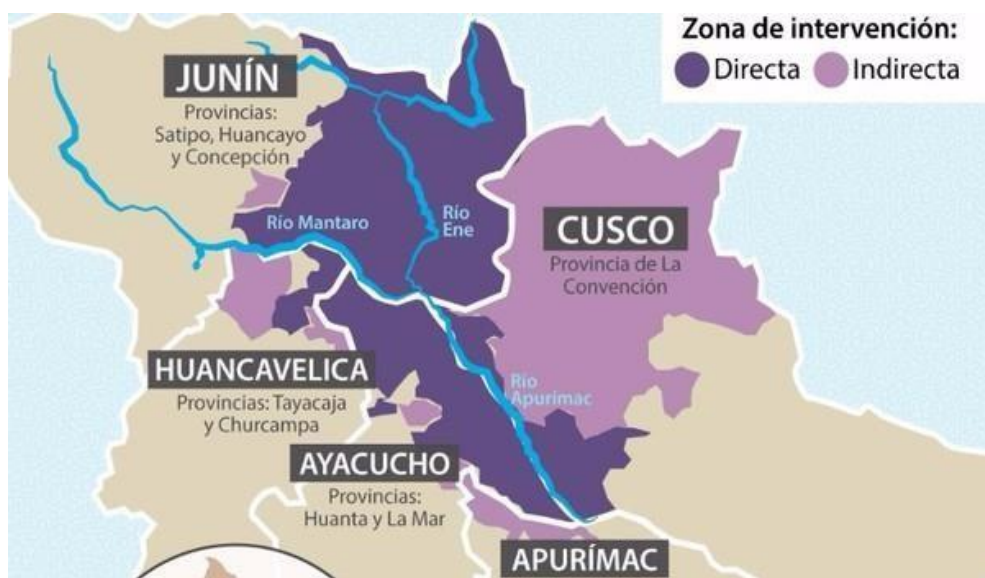 Zona de intervención:
Directa Indirecta
JUNÍN
Provincias:
Satipo, Huancayo
y Concepción
Río Mantaro
Río
Ene
CUSCO
Provincia de La
Convención
HUANCAVELICA
Provincias: Tayacaja
y Churcampa
Río
Apurimac
AYACUCHO
Provincias:
Huanta y La Mar
APURÍMAC